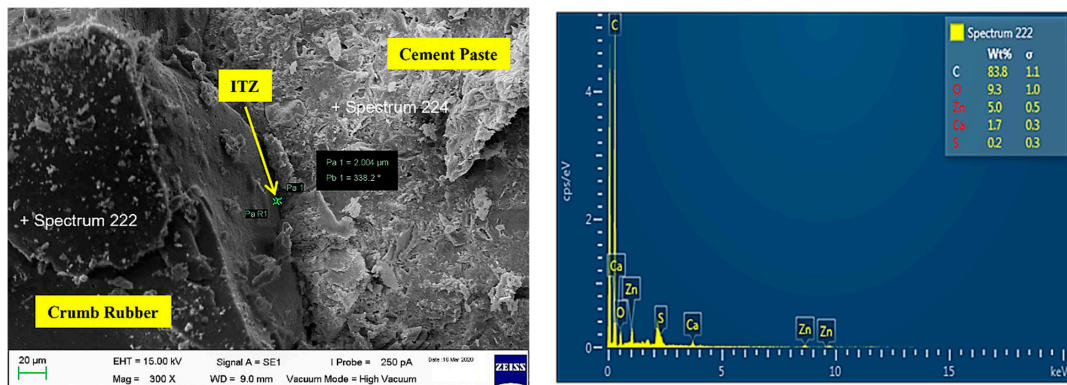 Cement Paste
ITZ
+ Spectrum 224
Pa 1 = 2.004 µm
Pb 1 = 338.2 °
Pa 1
Pa R1
+ Spectrum 222
Crumb Rubber
20 µm
EHT = 15.00 kV Signal A = SE1 I Probe = 250 pA Date :16 Mar 2020
Mag = 300 X WD = 9.0 mm Vacuum Mode = High Vacuum
ZEISS
Spectrum 222
Wt% σ
C 83.8 1.1
O 9.3 1.0
Zn 5.0 0.5
Ca 1.7 0.3
S 0.2 0.3
cps/eV
4
2
0
C
Ca
O
Zn
S
Ca
Zn
Zn
0 5 10 15 keV